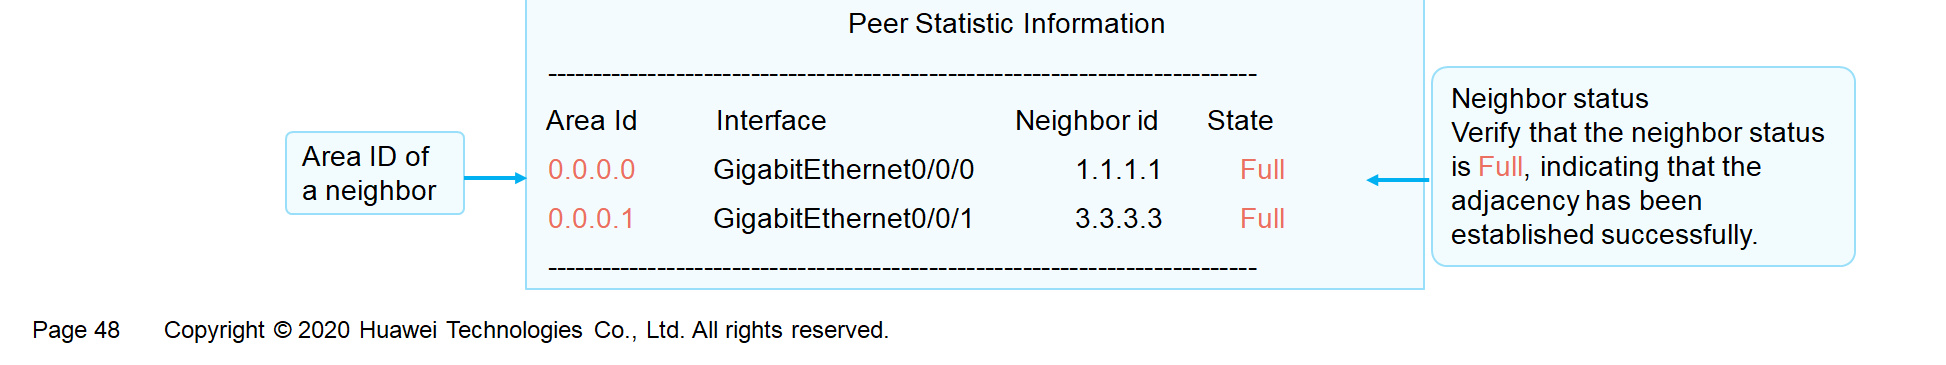 Peer Statistic Information
--------------------------------------------------------------------------------
Area Id Interface Neighbor id State
0.0.0.0 GigabitEthernet0/0/0 1.1.1.1 Full
0.0.0.1 GigabitEthernet0/0/1 3.3.3.3 Full
--------------------------------------------------------------------------------
Area ID of
a neighbor
Neighbor status
Verify that the neighbor status
is Full, indicating that the
adjacency has been
established successfully.
Page 48 Copyright © 2020 Huawei Technologies Co., Ltd. All rights reserved.